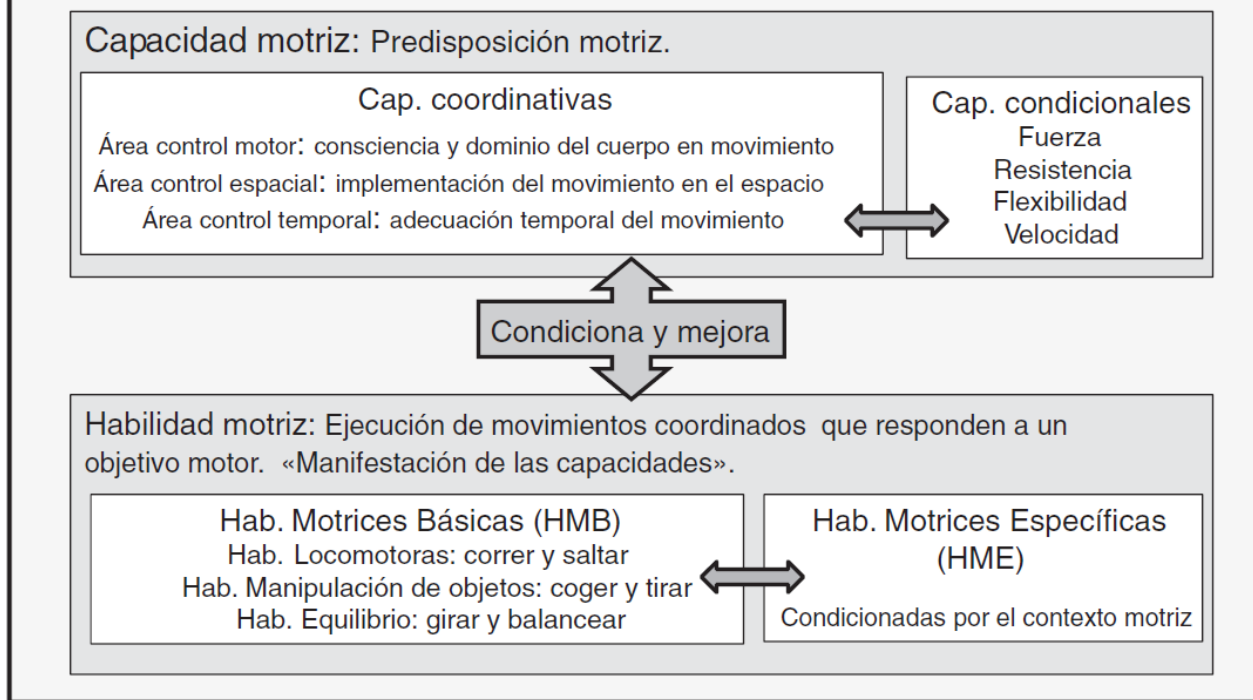 Capacidad motriz: Predisposición motriz.
Cap. coordinativas
Área control motor: consciencia y dominio del cuerpo en movimiento
Área control espacial: implementación del movimiento en el espacio
Área control temporal: adecuación temporal del movimiento
Cap. condicionales
Fuerza
Resistencia
Flexibilidad
Velocidad
Condiciona y mejora
Habilidad motriz: Ejecución de movimientos coordinados que responden a un
objetivo motor. «Manifestación de las capacidades».
Hab. Motrices Básicas (HMB)
Hab. Locomotoras: correr y saltar
Hab. Manipulación de objetos: coger y tirar
Hab. Equilibrio: girar y balancear
Hab. Motrices Específicas
(HME)
Condicionadas por el contexto motriz